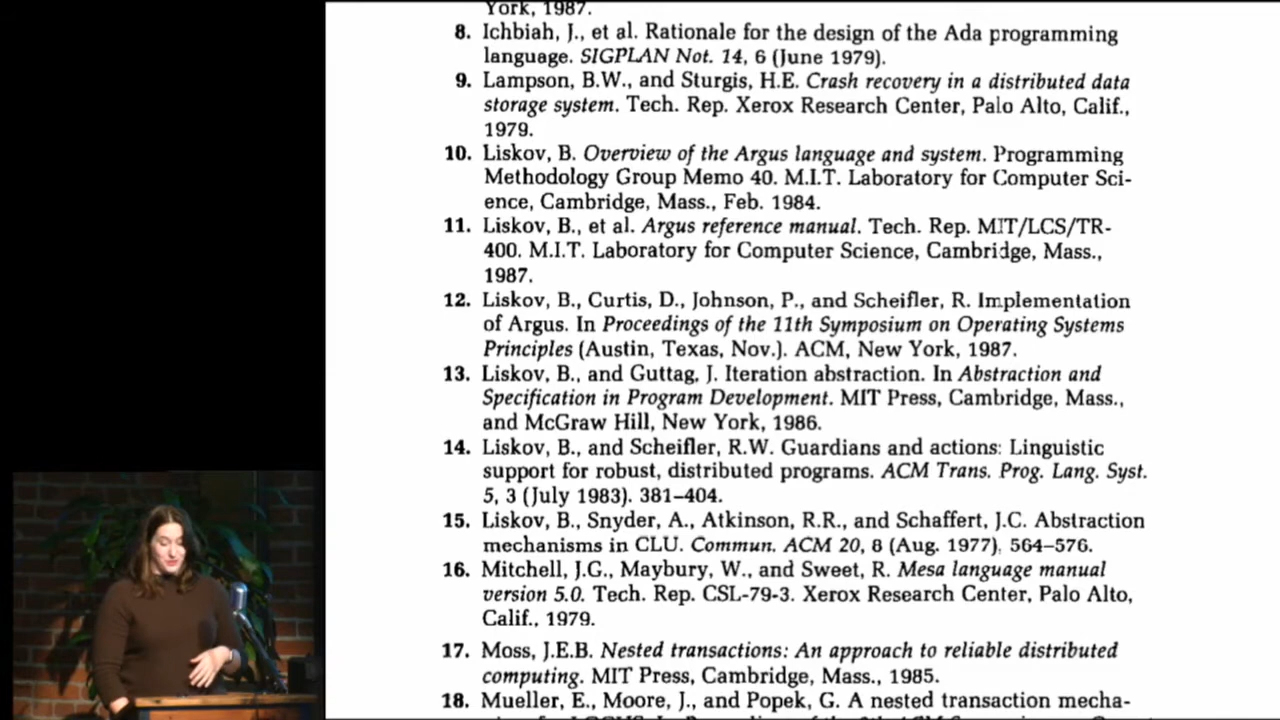 York, 1987.
8. Ichbiah, J., et al. Rationale for the design of the Ada programming
language. SIGPLAN Not. 14, 6 (June 1979).
9. Lampson, B.W., and Sturgis, H.E. Crash recovery in a distributed data
storage system. Tech. Rep. Xerox Research Center, Palo Alto, Calif.,
1979.
10. Liskov, B. Overview of the Argus language and system. Programming
Methodology Group Memo 40. M.I.T. Laboratory for Computer Sci-
ence, Cambridge, Mass., Feb. 1984.
11. Liskov, B., et al. Argus reference manual. Tech. Rep. MIT/LCS/TR-
400. M.I.T. Laboratory for Computer Science, Cambridge, Mass.,
1987.
12. Liskov, B., Curtis, D., Johnson, P., and Scheifler, R. Implementation
of Argus. In Proceedings of the 11th Symposium on Operating Systems
Principles (Austin, Texas, Nov.). ACM, New York, 1987.
13. Liskov, B., and Guttag, J. Iteration abstraction. In Abstraction and
Specification in Program Development. MIT Press, Cambridge, Mass.,
and McGraw Hill, New York, 1986.
14. Liskov, B., and Scheifler, R.W. Guardians and actions: Linguistic
support for robust, distributed programs. ACM Trans. Prog. Lang. Syst.
5, 3 (July 1983). 381–404.
15. Liskov, B., Snyder, A., Atkinson, R.R., and Schaffert, J.C. Abstraction
mechanisms in CLU. Commun. ACM 20, 8 (Aug. 1977), 564–576.
16. Mitchell, J.G., Maybury, W., and Sweet, R. Mesa language manual
version 5.0. Tech. Rep. CSL-79-3. Xerox Research Center, Palo Alto,
Calif., 1979.
17. Moss, J.E.B. Nested transactions: An approach to reliable distributed
computing. MIT Press, Cambridge, Mass., 1985.
18. Mueller, E., Moore, J., and Popek, G. A nested transaction mecha-